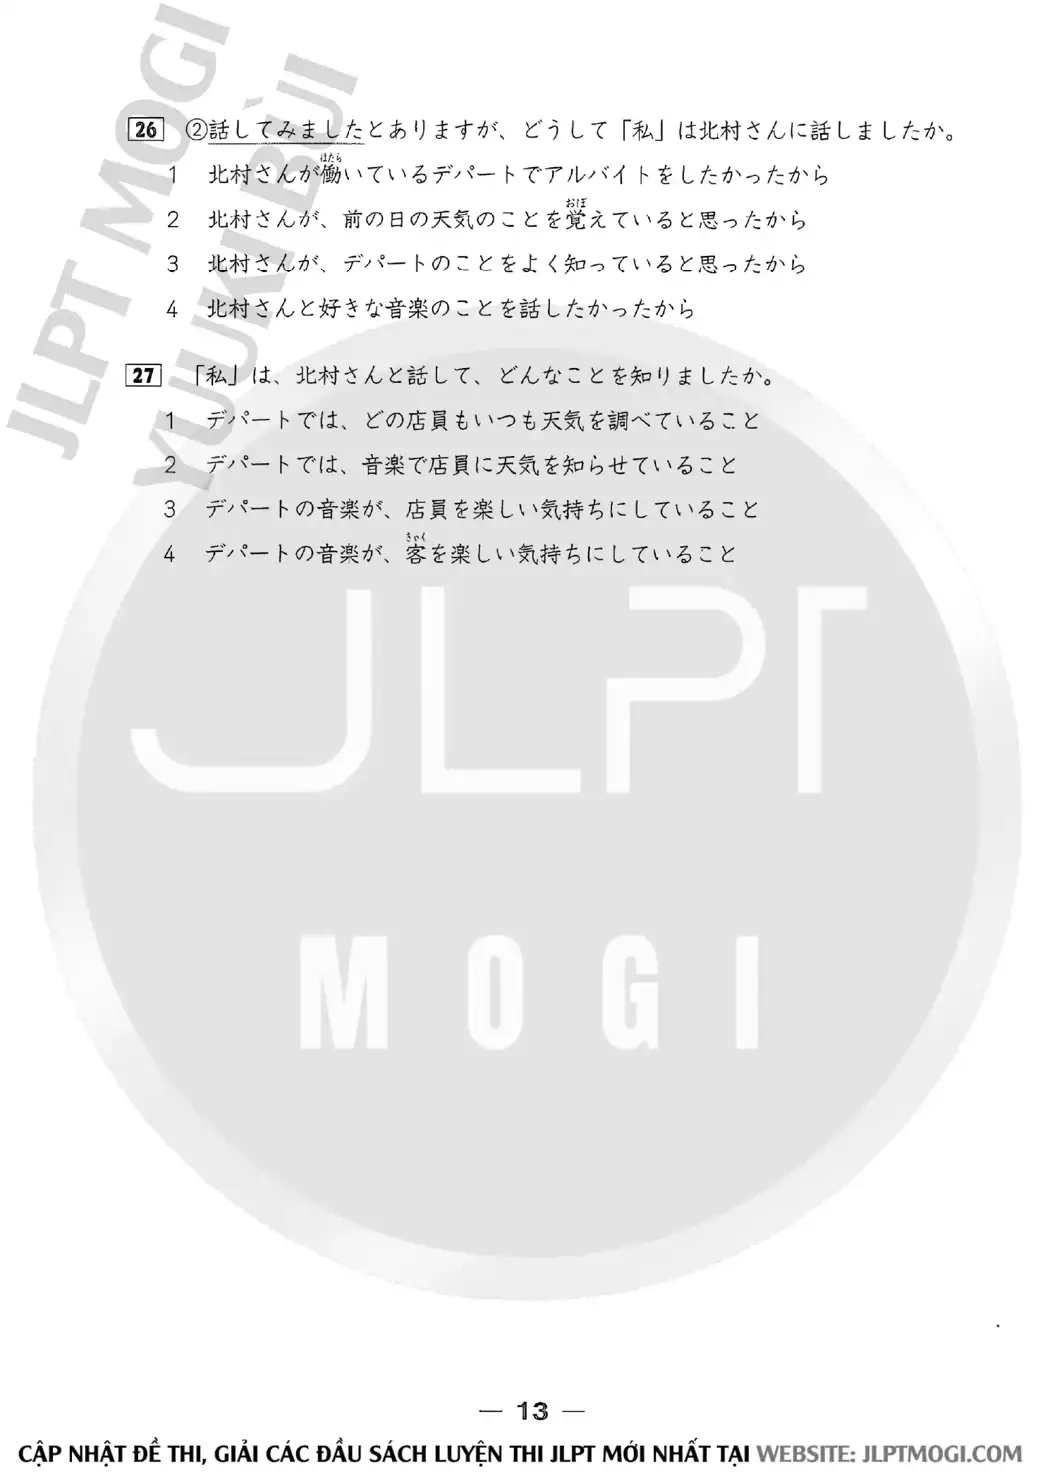 JLPT MOGI
YUUKI BÙI
26 ②話してみましたとありますが、どうして「私」は北村さんに話しましたか。
1 北村さんが働いているデパートでアルバイトをしたかったから
はたら
2 北村さんが、前の日の天気のことを覚えていると思ったから
おぼ
3 北村さんが、デパートのことをよく知っていると思ったから
4 北村さんと好きな音楽のことを話したかったから
27 「私」は、北村さんと話して、どんなことを知りましたか。
1 デパートでは、どの店員もいつも天気を調べていること
2 デパートでは、音楽で店員に天気を知らせていること
3 デパートの音楽が、店員を楽しい気持ちにしていること
4 デパートの音楽が、客を楽しい気持ちにしていること
きゃく
JLPT
MOGI
— 13 —
CẬP NHẬT ĐỀ THI, GIẢI CÁC ĐẦU SÁCH LUYỆN THI JLPT MỚI NHẤT TẠI WEBSITE: JLPTMOGI.COM